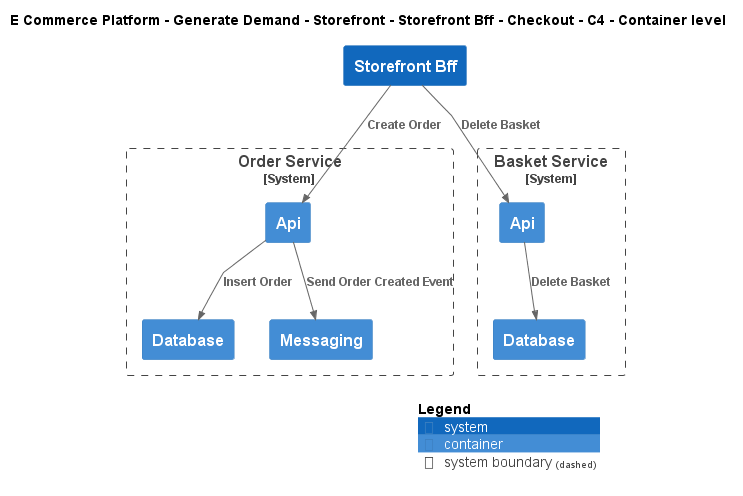 E Commerce Platform - Generate Demand - Storefront - Storefront Bff - Checkout - C4 - Container level
Storefront Bff
Create Order
Delete Basket
Order Service
[System]
Basket Service
[System]
Api
Api
Insert Order
Send Order Created Event
Delete Basket
Database
Messaging
Database
Legend
system
container
system boundary (dashed)